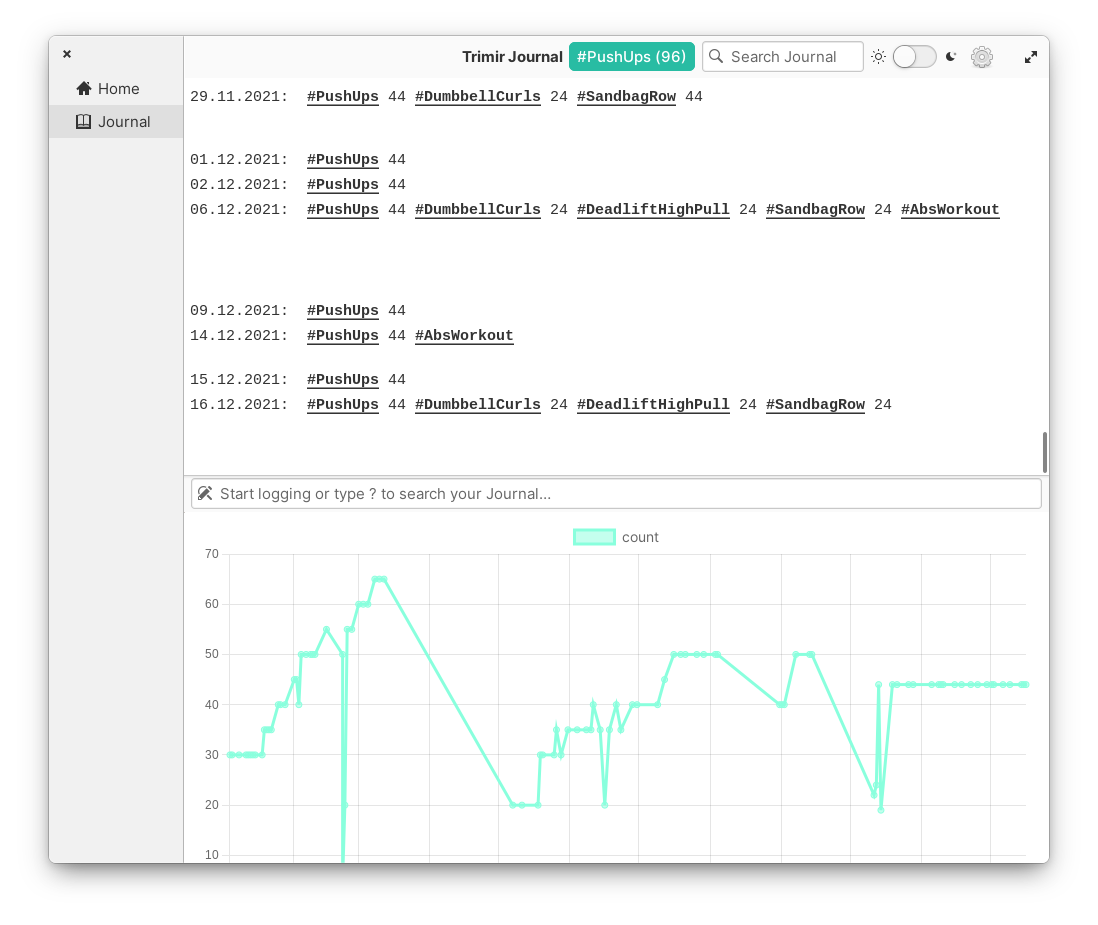 Trimir Journal #PushUps (96) Search Journal
Home
Journal
29.11.2021: #PushUps 44 #DumbbellCurls 24 #SandbagRow 44
01.12.2021: #PushUps 44
02.12.2021: #PushUps 44
06.12.2021: #PushUps 44 #DumbbellCurls 24 #DeadliftHighPull 24 #SandbagRow 24 #AbsWorkout
09.12.2021: #PushUps 44
14.12.2021: #PushUps 44 #AbsWorkout
15.12.2021: #PushUps 44
16.12.2021: #PushUps 44 #DumbbellCurls 24 #DeadliftHighPull 24 #SandbagRow 24
Start logging or type ? to search your Journal...
count
70
60
50
40
30
20
10